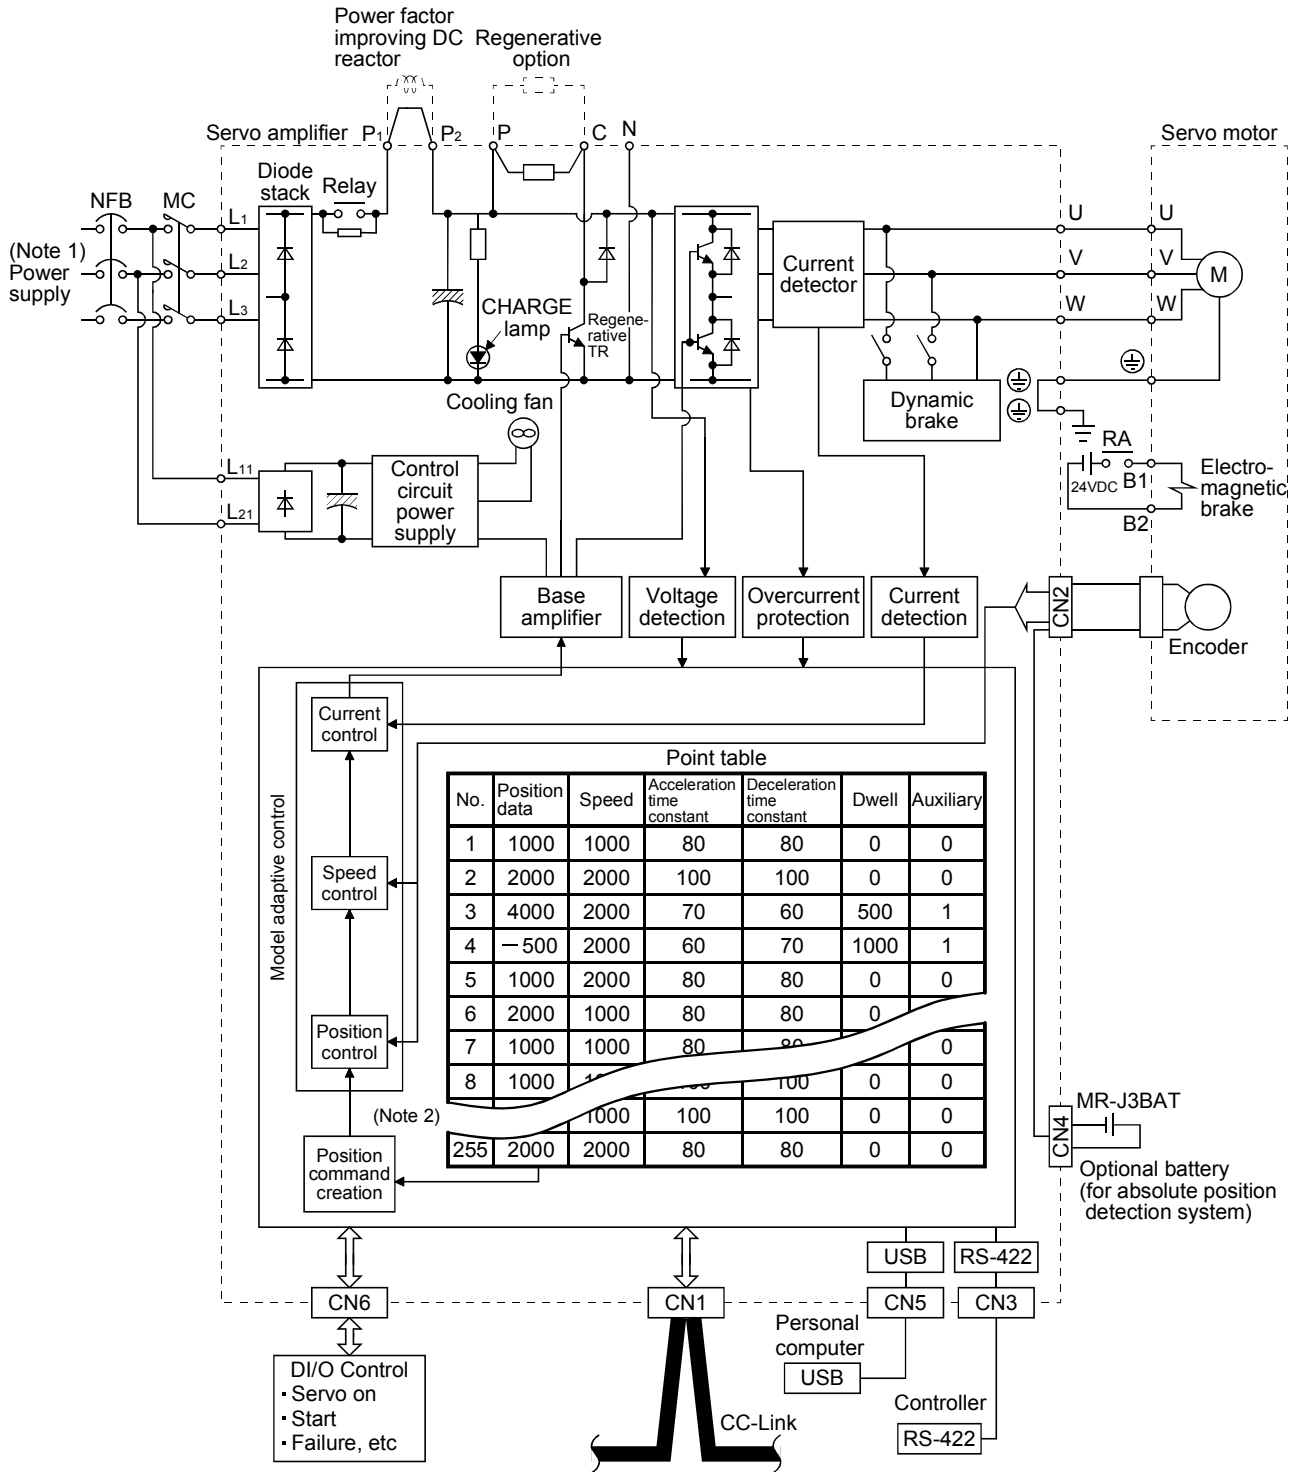 Power factor
improving DC
reactor
Regenerative
option
Servo amplifier
P1
P2
P
C
N
Servo motor
Diode
stack
Relay
NFB
MC
(Note 1)
Power
supply
L1
L2
L3
CHARGE
lamp
Regene-
rative
TR
Current
detector
U
V
W
U
V
W
M
Dynamic
brake
Cooling fan
RA
24VDC
B1
B2
Electro-
magnetic
brake
L11
L21
Control
circuit
power
supply
Base
amplifier
Voltage
detection
Overcurrent
protection
Current
detection
CN2
Encoder
Model adaptive control
Current
control
Speed
control
Position
control
Position
command
creation
(Note 2)
Point table
No. Position data Speed Acceleration time constant Deceleration time constant Dwell Auxiliary
1 1000 1000 80 80 0 0
2 2000 2000 100 100 0 0
3 4000 2000 70 60 500 1
4 −500 2000 60 70 1000 1
5 1000 2000 80 80 0 0
6 2000 1000 80 80 0
7 1000 1000 80 80 0
8 1000 100 0 0
1000 100 100 0 0
255 2000 2000 80 80 0 0
CN4
MR-J3BAT
Optional battery
(for absolute position
detection system)
USB
RS-422
CN6
CN1
CN5
CN3
DI/O Control
· Servo on
· Start
· Failure, etc
CC-Link
Personal
computer
USB
Controller
RS-422